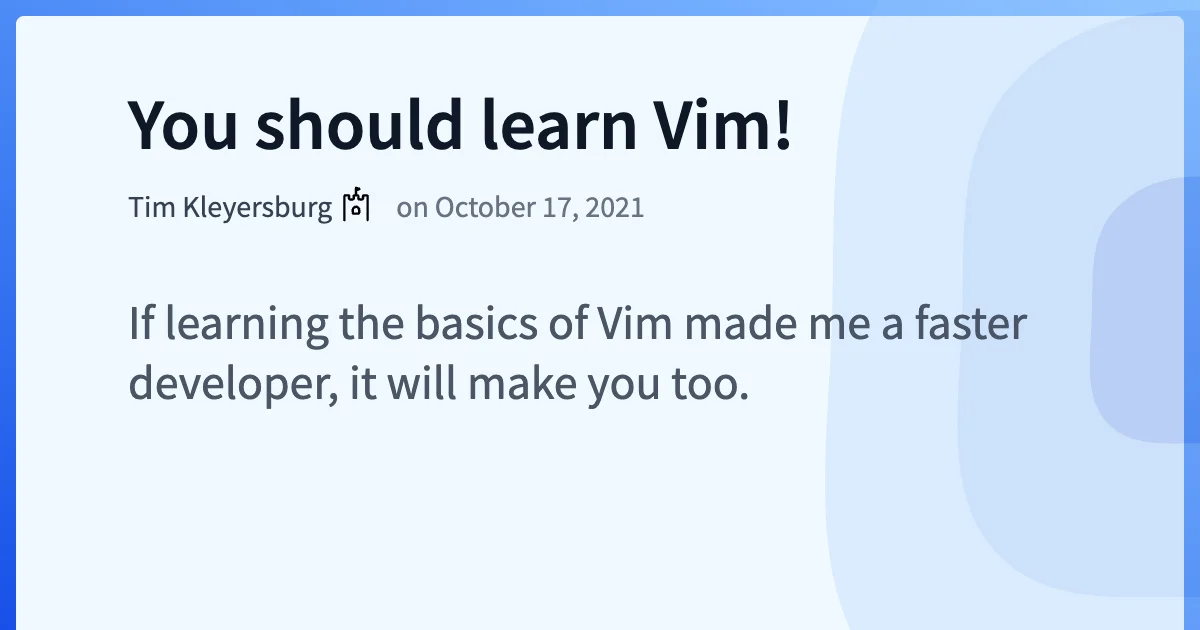 You should learn Vim!
Tim Kleyersburg on October 17, 2021
If learning the basics of Vim made me a faster
developer, it will make you too.